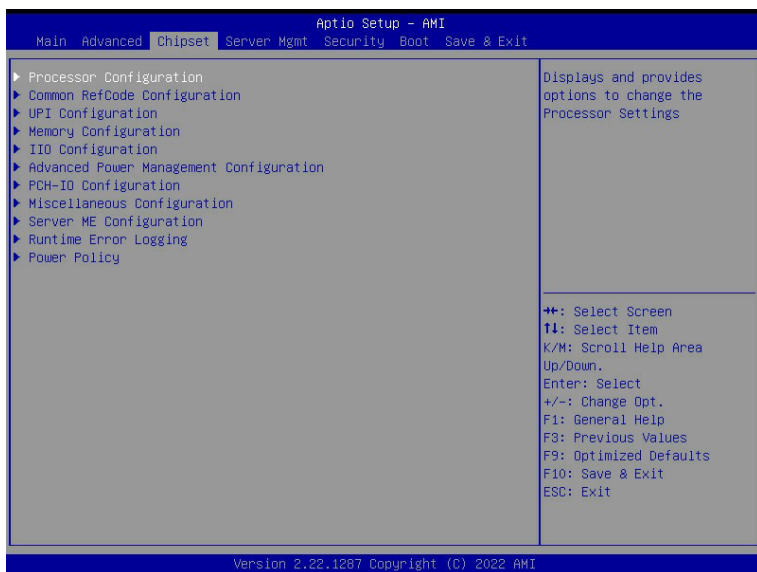 Aptio Setup – AMI
Main Advanced Chipset Server Mgmt Security Boot Save & Exit
Processor Configuration
Common RefCode Configuration
UPI Configuration
Memory Configuration
IIO Configuration
Advanced Power Management Configuration
PCH-IO Configuration
Miscellaneous Configuration
Server ME Configuration
Runtime Error Logging
Power Policy
Displays and provides
options to change the
Processor Settings
→←: Select Screen
↑↓: Select Item
K/M: Scroll Help Area
Up/Down.
Enter: Select
+/-: Change Opt.
F1: General Help
F3: Previous Values
F9: Optimized Defaults
F10: Save & Exit
ESC: Exit
Version 2.22.1287 Copyright (C) 2022 AMI